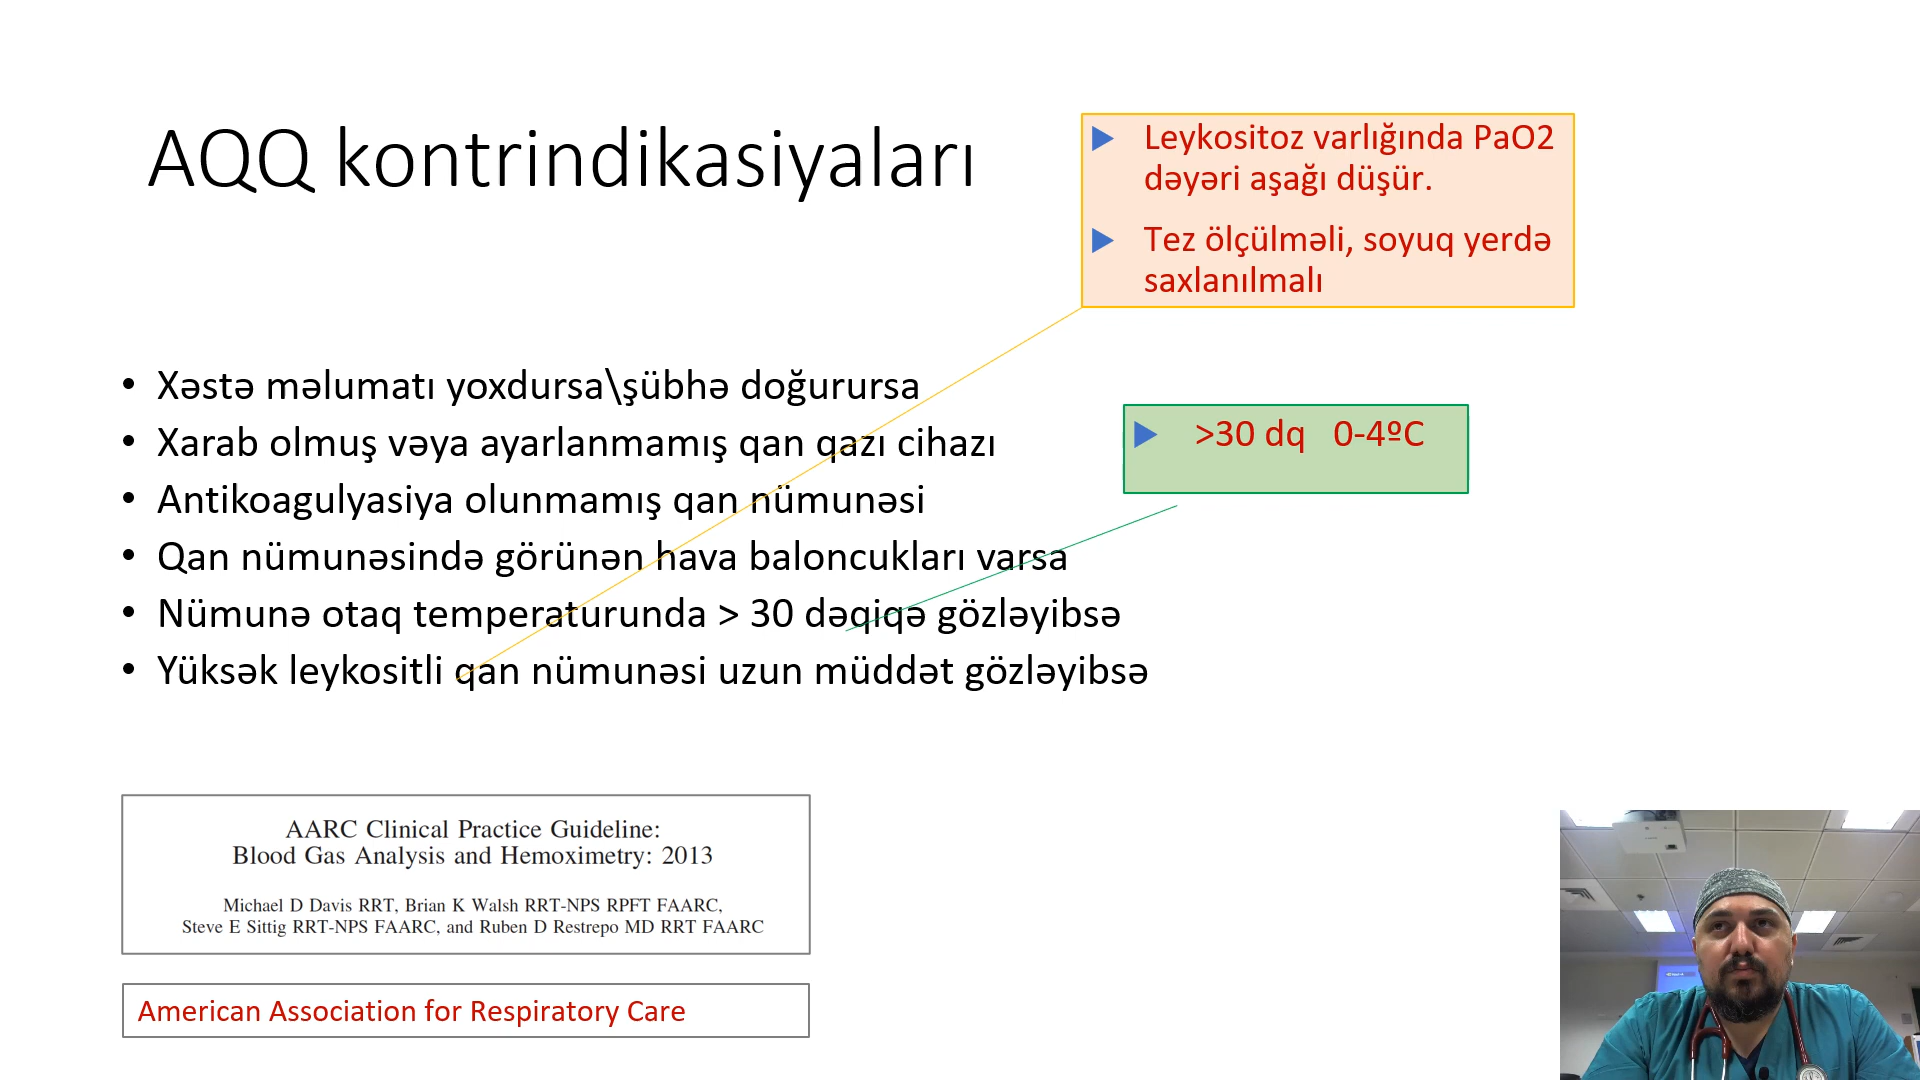 AQQ kontrindikasiyaları
Leykositoz varlığında PaO2
dəyəri aşağı düşür.
Tez ölçülməli, soyuq yerdə
saxlanılmalı
• Xəstə məlumatı yoxdursa\şübhə doğurursa
• Xarab olmuş vəya ayarlanmamış qan qazı cihazı
• Antikoagulyasiya olunmamış qan nümunəsi
• Qan nümunəsində görünən hava baloncukları varsa
• Nümunə otaq temperaturunda > 30 dəqiqə gözləyibsə
• Yüksək leykositli qan nümunəsi uzun müddət gözləyibsə
>30 dq 0-4ºC
AARC Clinical Practice Guideline:
Blood Gas Analysis and Hemoximetry: 2013
Michael D Davis RRT, Brian K Walsh RRT-NPS RPFT FAARC,
Steve E Sittig RRT-NPS FAARC, and Ruben D Restrepo MD RRT FAARC
American Association for Respiratory Care